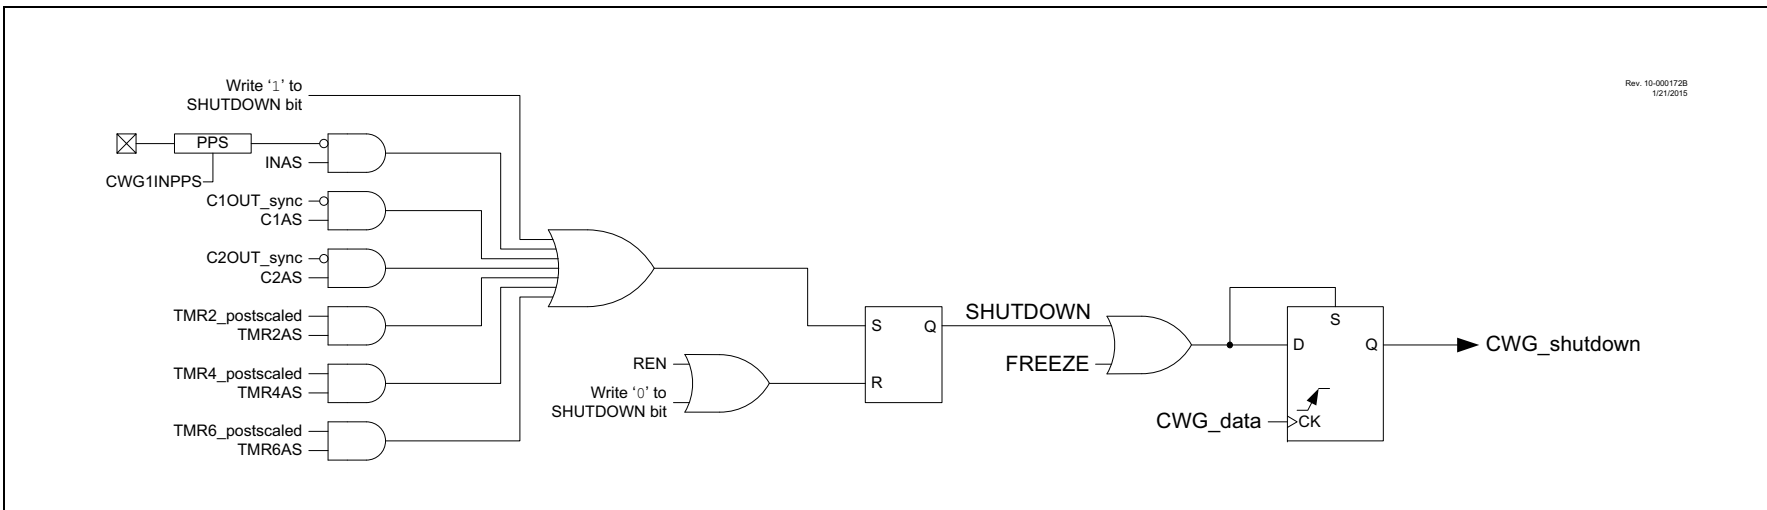 Rev. 10-000172B
1/21/2015
Write ‘1’ to
SHUTDOWN bit
PPS
INAS
CWG1INPPS
C1OUT_sync
C1AS
C2OUT_sync
C2AS
TMR2_postscaled
TMR2AS
TMR4_postscaled
TMR4AS
TMR6_postscaled
TMR6AS
REN
Write ‘0’ to
SHUTDOWN bit
S
Q
R
SHUTDOWN
FREEZE
S
D
Q
CWG_data
CK
CWG_shutdown